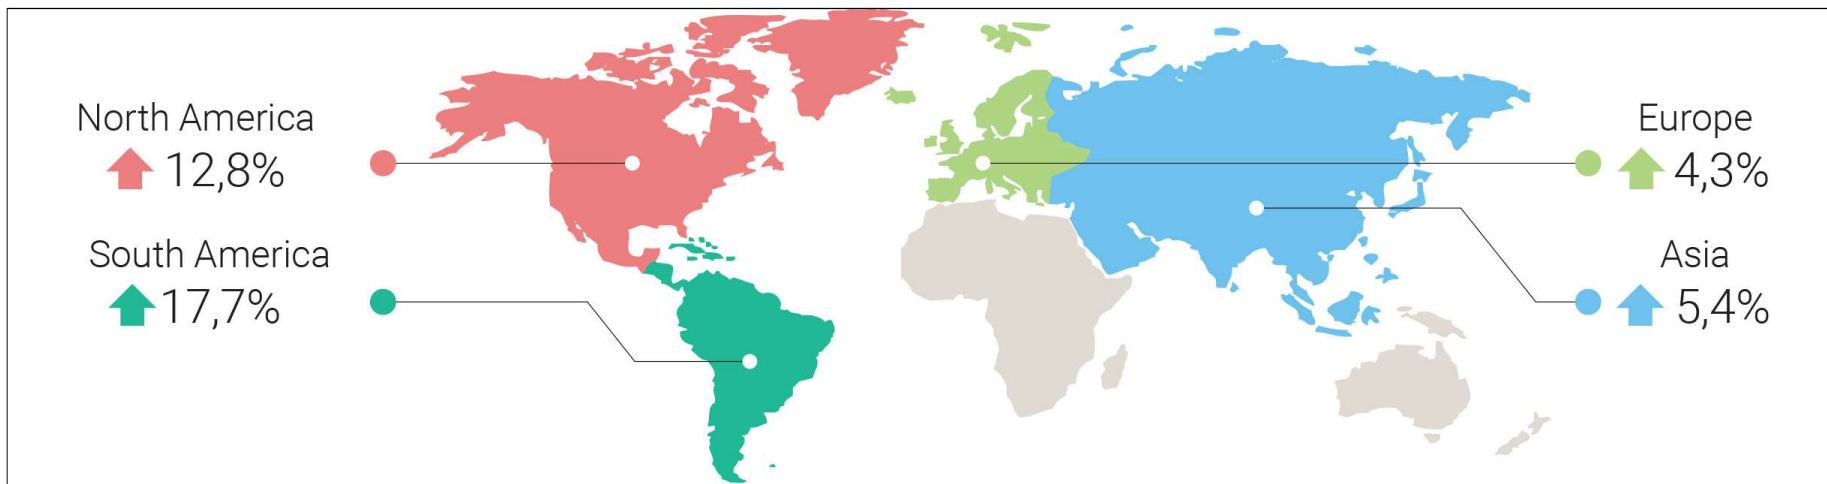 North America
12,8%
South America
17,7%
Europe
4,3%
Asia
5,4%